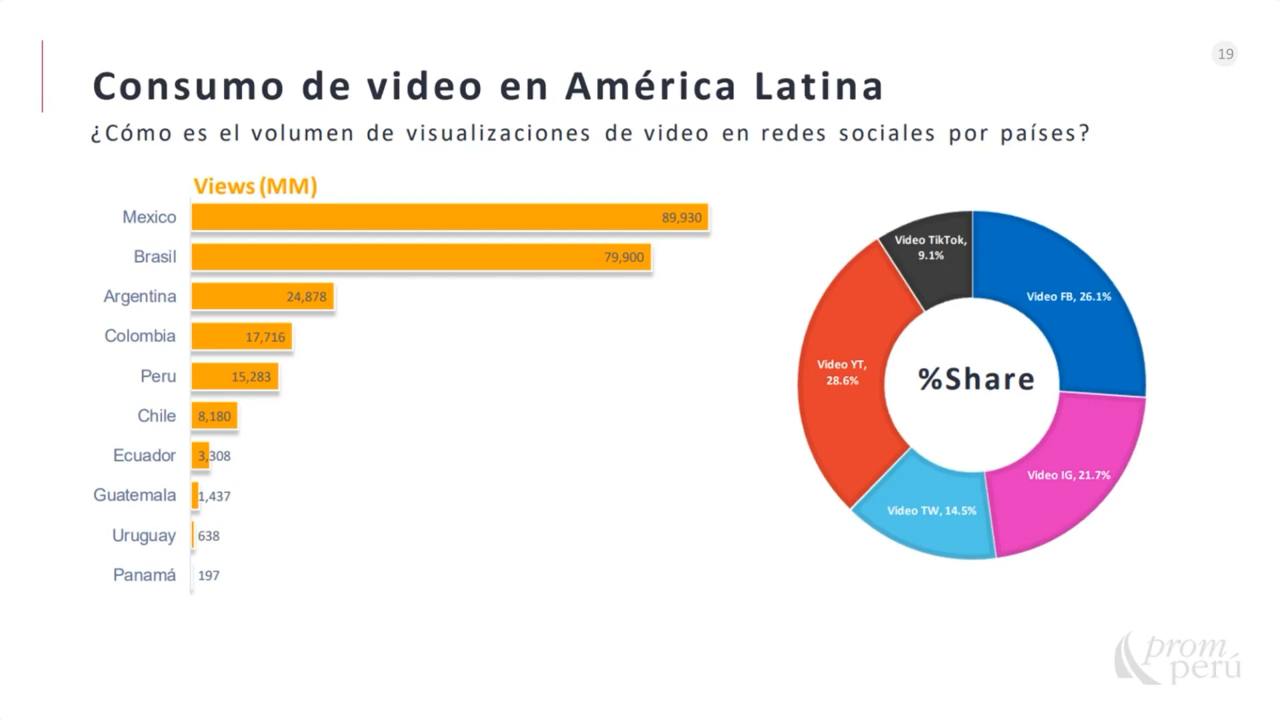 19
Consumo de video en América Latina
¿Cómo es el volumen de visualizaciones de video en redes sociales por países?
Views (MM)
Mexico 89,930
Brasil 79,900
Argentina 24,878
Colombia 17,716
Peru 15,283
Chile 8,180
Ecuador 3,308
Guatemala 1,437
Uruguay 638
Panamá 197
Video TikTok,
9.1%
Video FB, 26.1%
Video YT,
28.6%
%Share
Video IG, 21.7%
Video TW, 14.5%
prom
perú